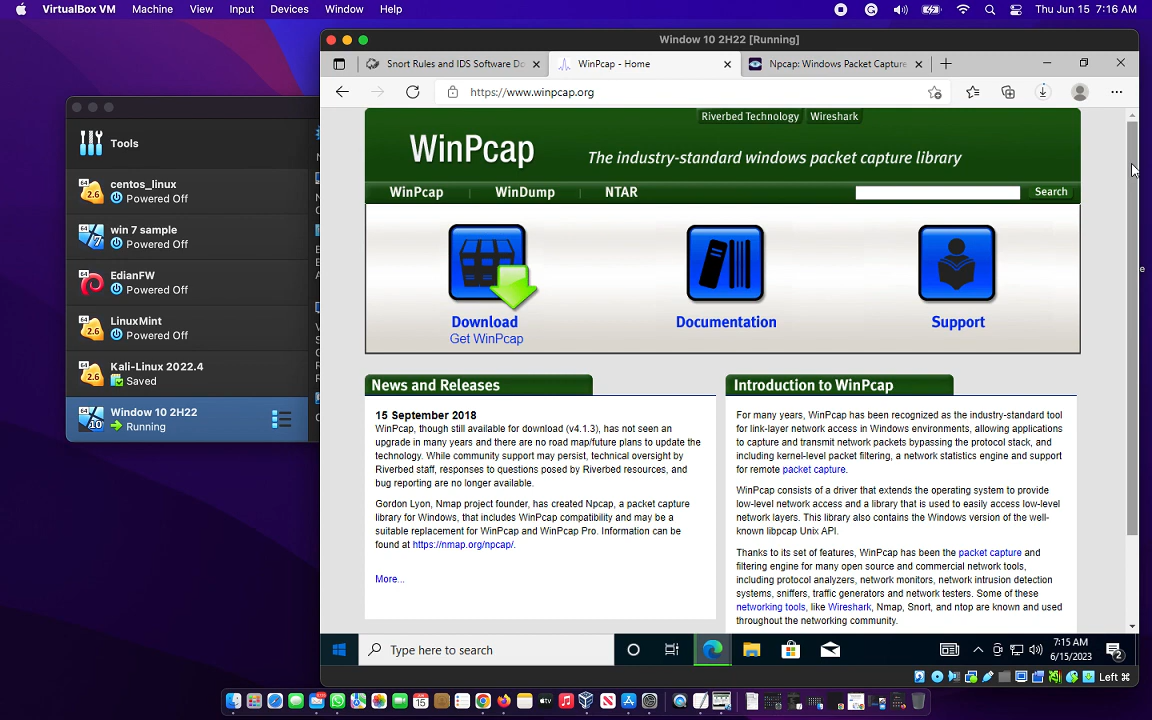 VirtualBox VM Machine View Input Devices Window Help Thu Jun 15 7:16 AM
Window 10 2H22 [Running]
Snort Rules and IDS Software Do
WinPcap - Home
Npcap: Windows Packet Capture
https://www.winpcap.org
Tools
centos_linux
Powered Off
win 7 sample
Powered Off
EdianFW
Powered Off
LinuxMint
Powered Off
Kali-Linux 2022.4
Saved
Window 10 2H22
Running
Riverbed Technology Wireshark
WinPcap
The industry-standard windows packet capture library
WinPcap WinDump NTAR Search
Download
Get WinPcap
Documentation
Support
News and Releases
15 September 2018
WinPcap, though still available for download (v4.1.3), has not seen an
upgrade in many years and there are no road map/future plans to update the
technology. While community support may persist, technical oversight by
Riverbed staff, responses to questions posed by Riverbed resources, and
bug reporting are no longer available.
Gordon Lyon, Nmap project founder, has created Npcap, a packet capture
library for Windows, that includes WinPcap compatibility and may be a
suitable replacement for WinPcap and WinPcap Pro. Information can be
found at https://nmap.org/npcap/.
More...
Introduction to WinPcap
For many years, WinPcap has been recognized as the industry-standard tool
for link-layer network access in Windows environments, allowing applications
to capture and transmit network packets bypassing the protocol stack, and
including kernel-level packet filtering, a network statistics engine and support
for remote packet capture.
WinPcap consists of a driver that extends the operating system to provide
low-level network access and a library that is used to easily access low-level
network layers. This library also contains the Windows version of the well-
known libpcap Unix API.
Thanks to its set of features, WinPcap has been the packet capture and
filtering engine for many open source and commercial network tools,
including protocol analyzers, network monitors, network intrusion detection
systems, sniffers, traffic generators and network testers. Some of these
networking tools, like Wireshark, Nmap, Snort, and ntop are known and used
throughout the networking community.
Type here to search
7:15 AM
6/15/2023
2
Left ⌘